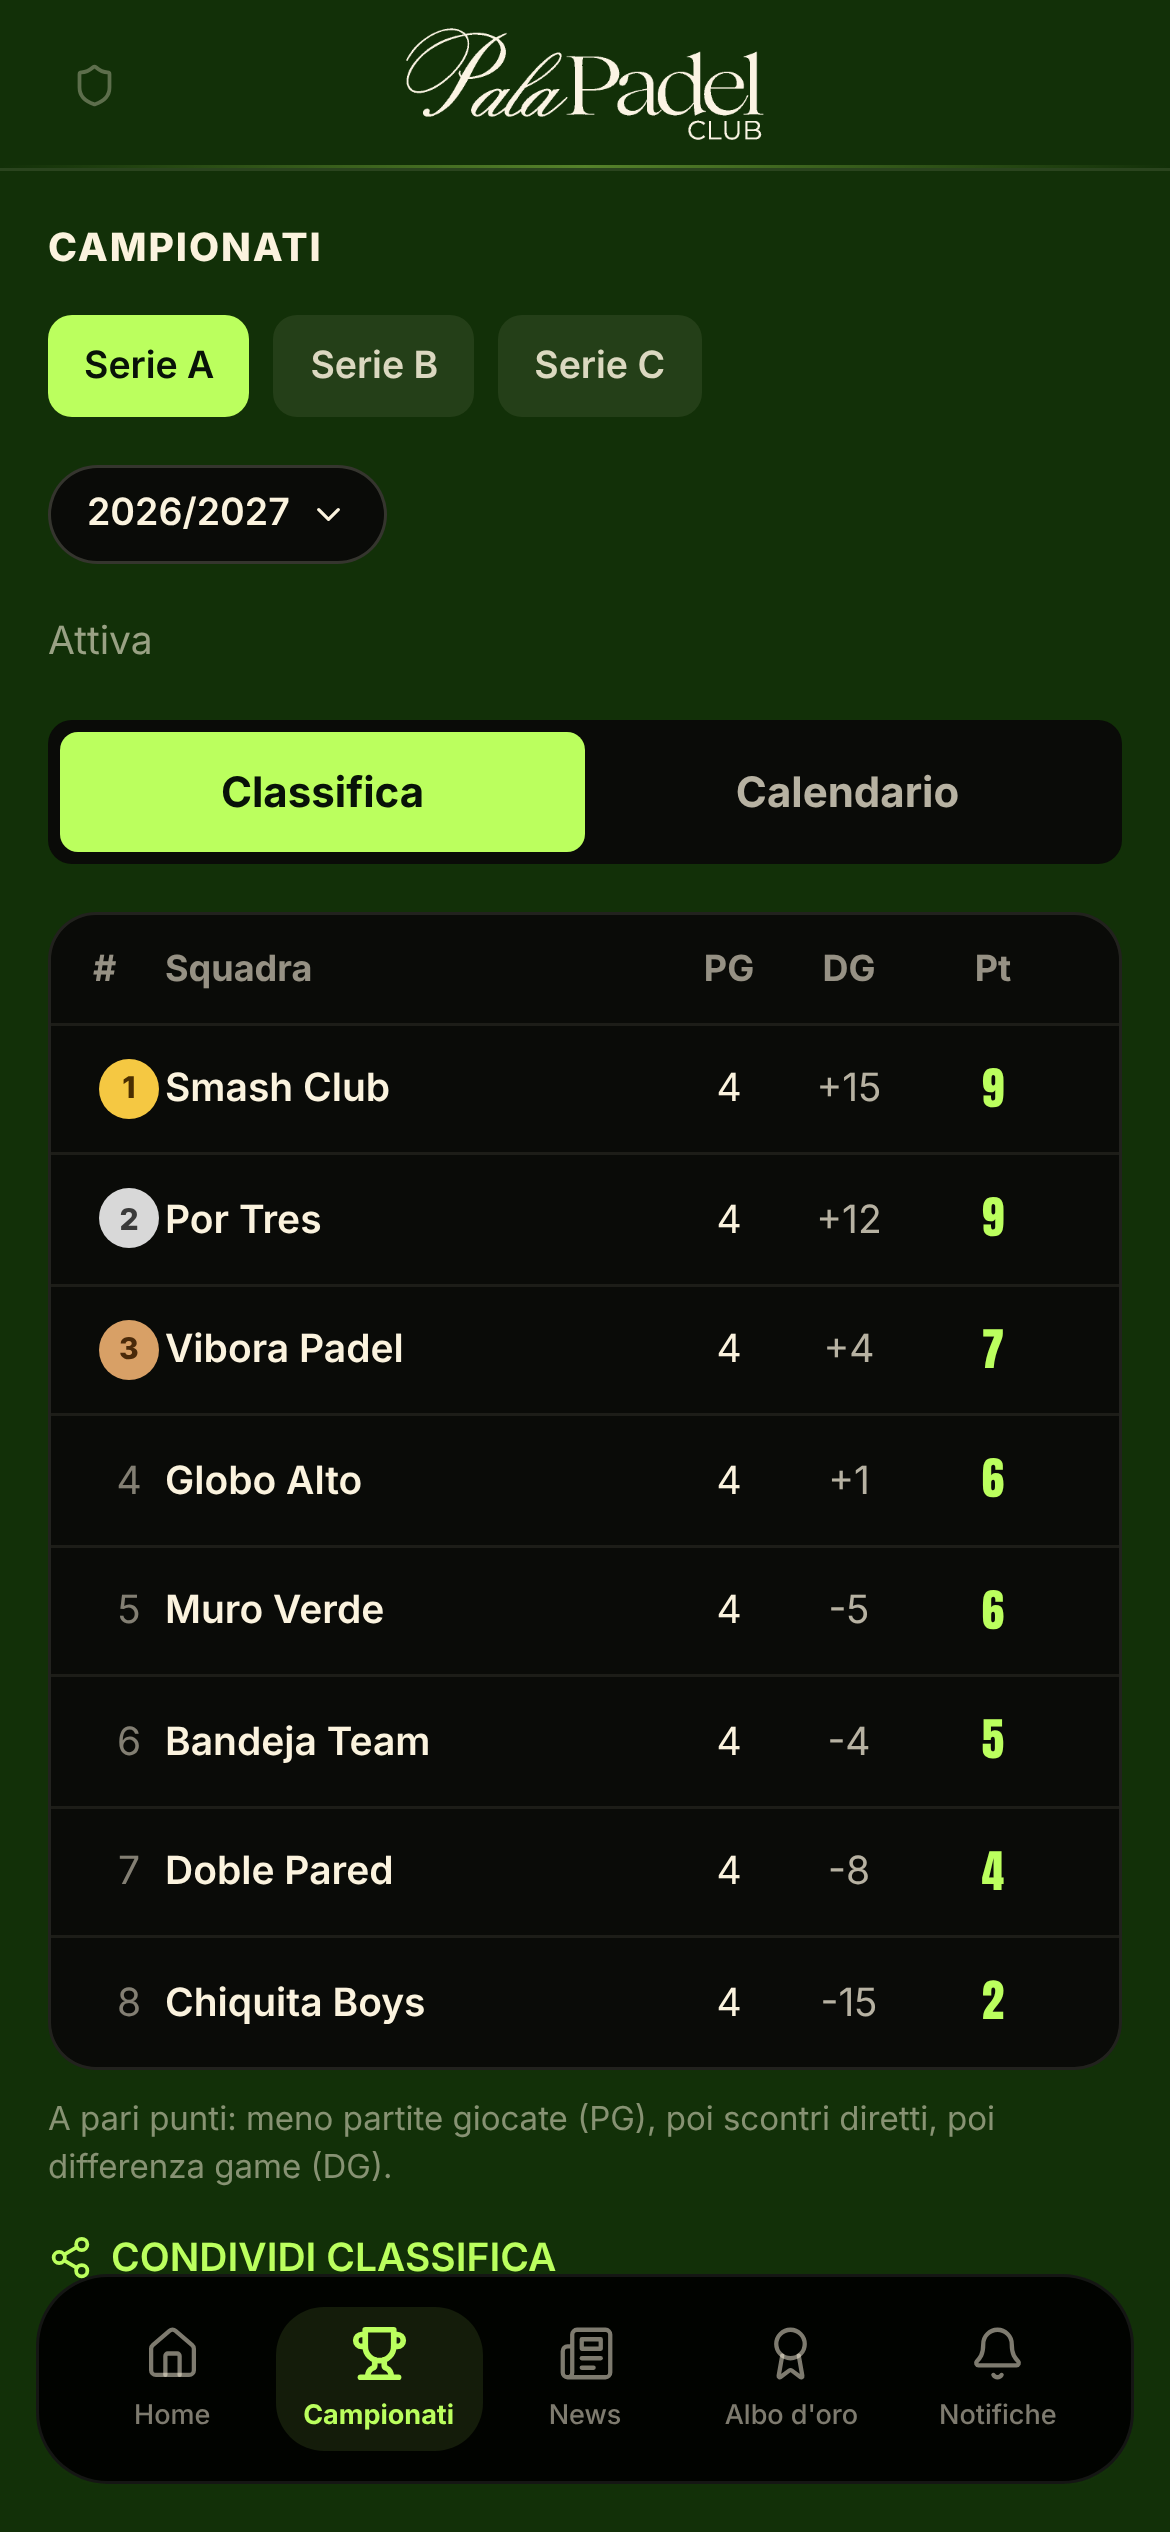 PalaPadel
CLUB
CAMPIONATI
Serie A Serie B Serie C
2026/2027
Attiva
Classifica Calendario
# Squadra PG DG Pt
1 Smash Club 4 +15 9
2 Por Tres 4 +12 9
3 Vibora Padel 4 +4 7
4 Globo Alto 4 +1 6
5 Muro Verde 4 -5 6
6 Bandeja Team 4 -4 5
7 Doble Pared 4 -8 4
8 Chiquita Boys 4 -15 2
A pari punti: meno partite giocate (PG), poi scontri diretti, poi
differenza game (DG).
CONDIVIDI CLASSIFICA
Home Campionati News Albo d'oro Notifiche